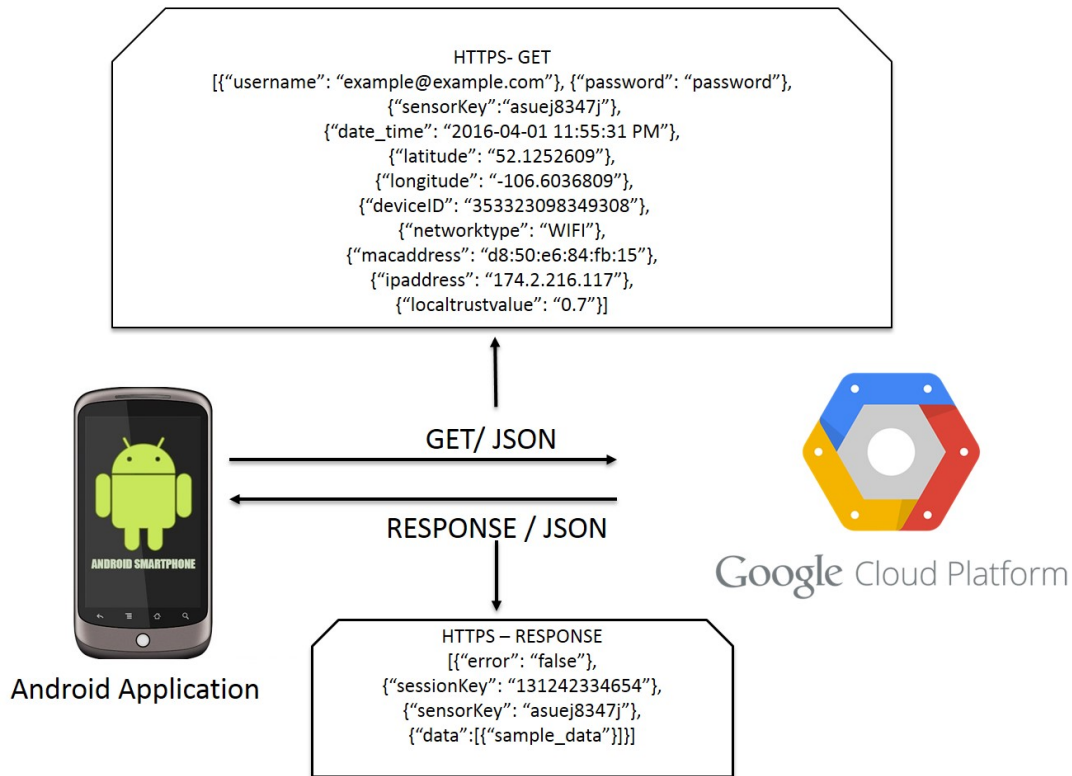 HTTPS- GET
[{“username”: “example@example.com”}, {“password”: “password”},
{“sensorKey”:“asuej8347j”},
{“date_time”: “2016-04-01 11:55:31 PM”},
{“latitude”: “52.1252609”},
{“longitude”: “-106.6036809”},
{“deviceID”: “353323098349308”},
{“networktype”: “WIFI”},
{“macaddress”: “d8:50:e6:84:fb:15”},
{“ipaddress”: “174.2.216.117”},
{“localtrustvalue”: “0.7”}]
GET/ JSON
RESPONSE / JSON
ANDROID SMARTPHONE
Android Application
Google Cloud Platform
HTTPS – RESPONSE
[{“error”: “false”},
{“sessionKey”: “131242334654”},
{“sensorKey”: “asuej8347j”},
{“data”:[{“sample_data”}]}]